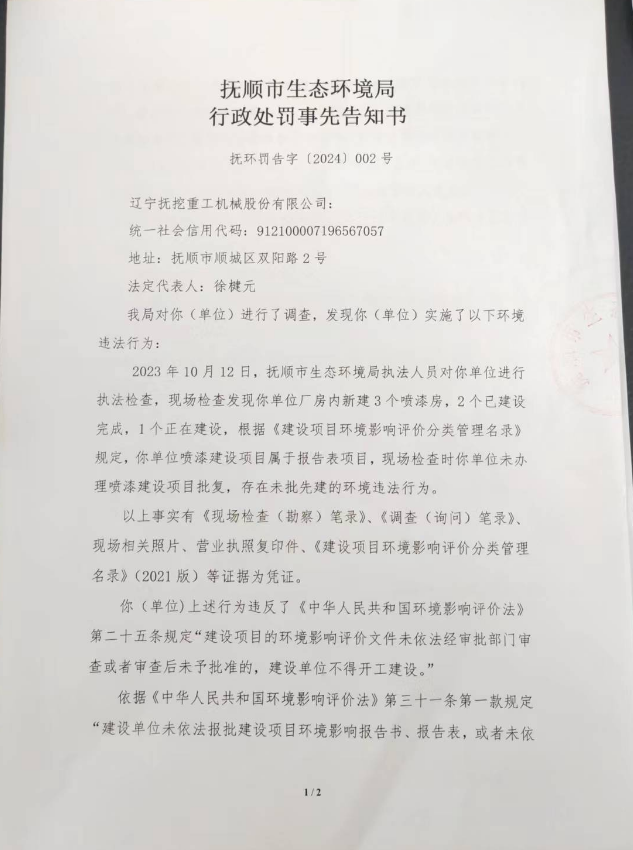 抚顺市生态环境局
行政处罚事先告知书
抚环罚告字〔2024〕002 号
辽宁抚挖重工机械股份有限公司：
统一社会信用代码：912100007196567057
地址：抚顺市顺城区双阳路 2 号
法定代表人：徐楗元
我局对你（单位）进行了调查，发现你（单位）实施了以下环境
违法行为：
2023 年 10 月 12 日，抚顺市生态环境局执法人员对你单位进行
执法检查，现场检查发现你单位厂房内新建 3 个喷漆房，2 个已建设
完成，1 个正在建设，根据《建设项目环境影响评价分类管理名录》
规定，你单位喷漆建设项目属于报告表项目，现场检查时你单位未办
理喷漆建设项目批复，存在未批先建的环境违法行为。
以上事实有《现场检查（勘察）笔录》、《调查（询问）笔录》、
现场相关照片、营业执照复印件、《建设项目环境影响评价分类管理
名录》（2021 版）等证据为凭证。
你（单位)上述行为违反了《中华人民共和国环境影响评价法》
第二十五条规定“建设项目的环境影响评价文件未依法经审批部门审
查或者审查后未予批准的，建设单位不得开工建设。”
依据《中华人民共和国环境影响评价法》第三十一条第一款规定
“建设单位未依法报批建设项目环境影响报告书、报告表，或者未依
1 / 2